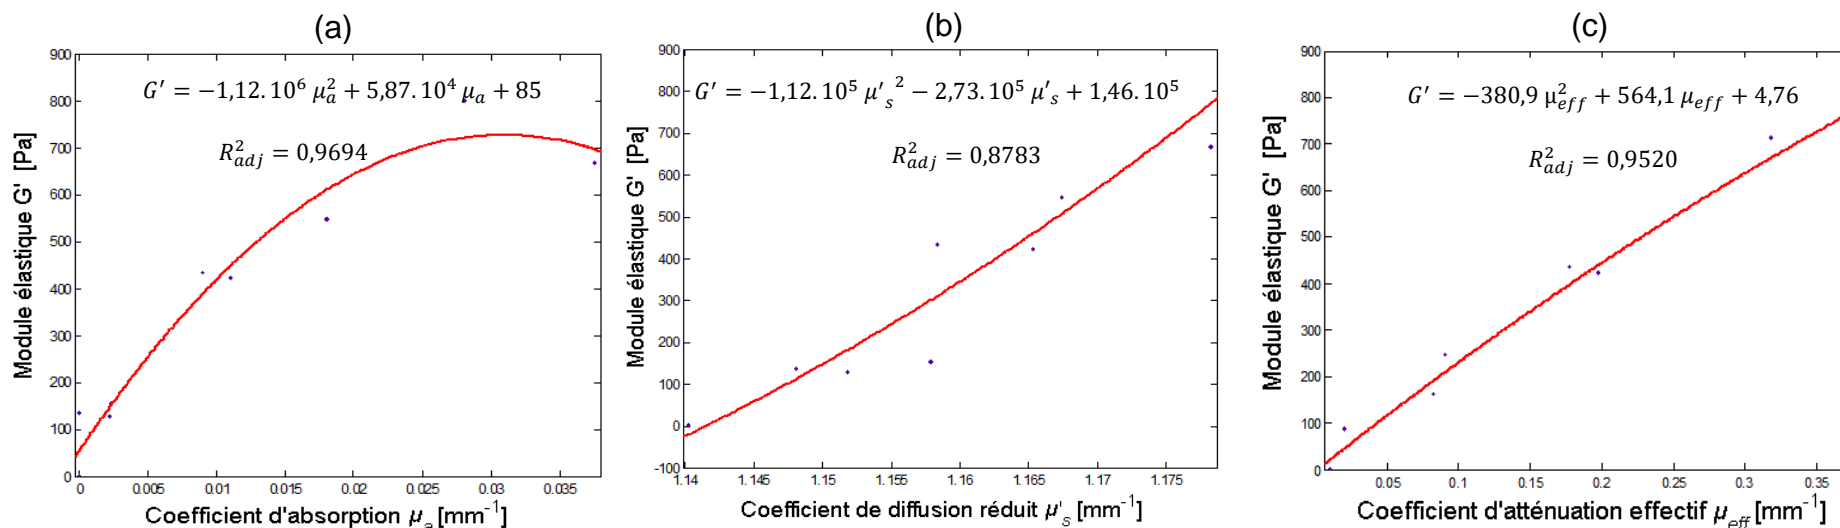 (a)
G' = −1,12.10⁶ μₐ² + 5,87.10⁴ μₐ + 85
R²adj = 0,9694
Module élastique G' [Pa]
900
800
700
600
500
400
300
200
100
0
0 0.005 0.01 0.015 0.02 0.025 0.03 0.035
Coefficient d'absorption μₐ [mm⁻¹]
(b)
G' = −1,12.10⁵ μ'ₛ² − 2,73.10⁵ μ'ₛ + 1,46.10⁵
R²adj = 0,8783
Module élastique G' [Pa]
900
800
700
600
500
400
300
200
100
0
-100
1.14 1.145 1.15 1.155 1.16 1.165 1.17 1.175
Coefficient de diffusion réduit μ'ₛ [mm⁻¹]
(c)
G' = −380,9 μ²eff + 564,1 μeff + 4,76
R²adj = 0,9520
Module élastique G' [Pa]
900
800
700
600
500
400
300
200
100
0
0.05 0.1 0.15 0.2 0.25 0.3 0.35
Coefficient d'atténuation effectif μeff [mm⁻¹]